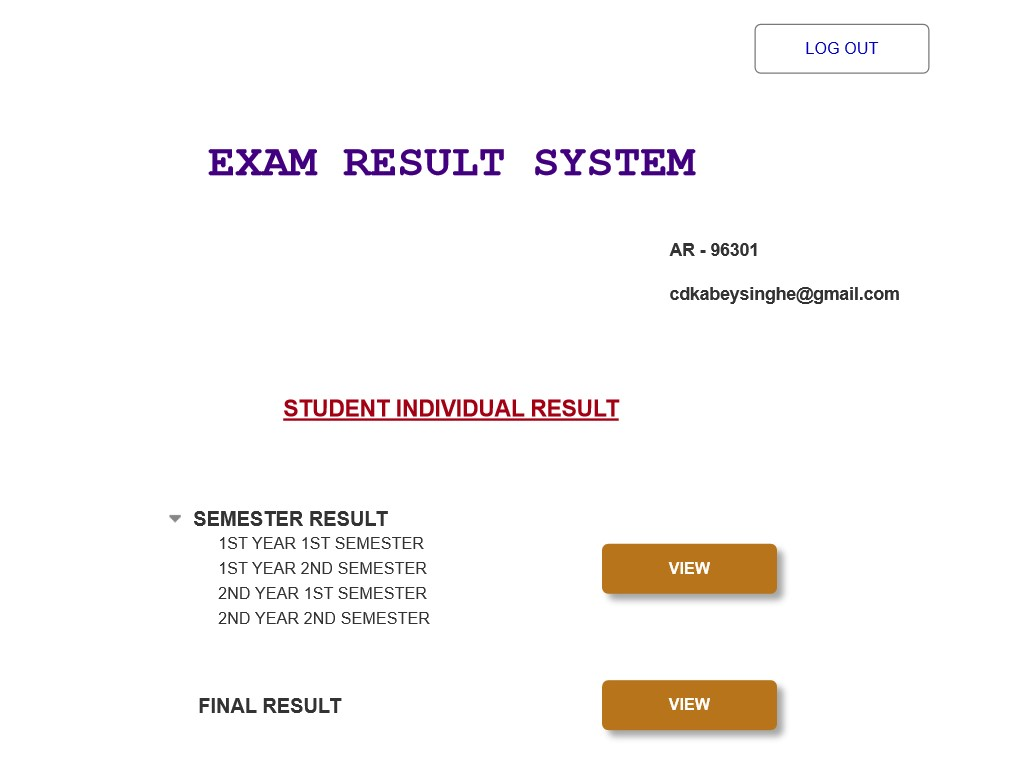 LOG OUT
EXAM RESULT SYSTEM
AR - 96301
cdkabeysinghe@gmail.com
STUDENT INDIVIDUAL RESULT
SEMESTER RESULT
1ST YEAR 1ST SEMESTER
1ST YEAR 2ND SEMESTER
2ND YEAR 1ST SEMESTER
2ND YEAR 2ND SEMESTER
VIEW
FINAL RESULT
VIEW